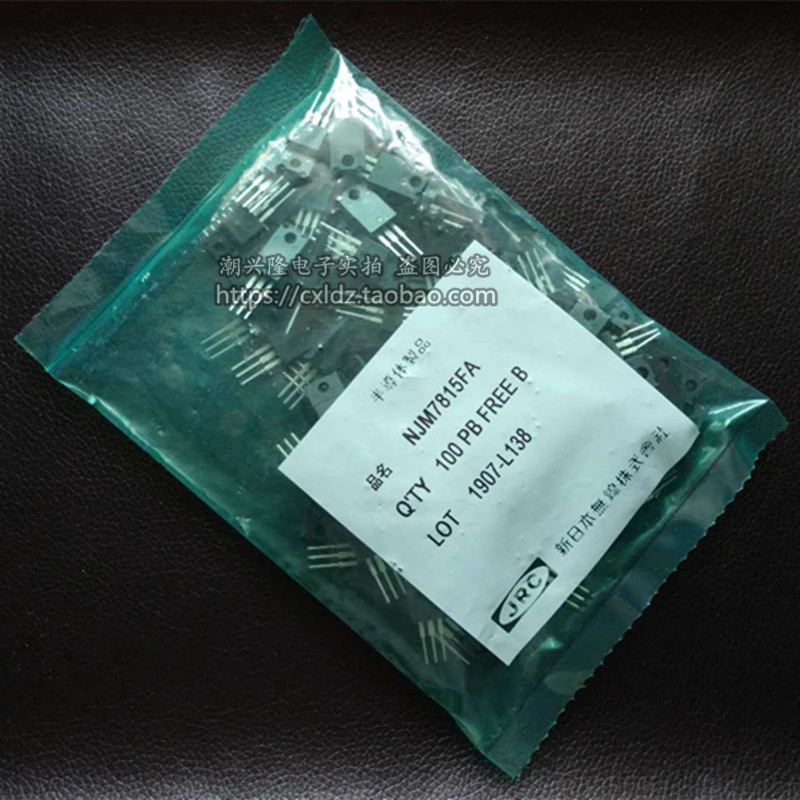 潮兴隆电子实拍 盗图必究
https://cxldz.taobao.com
半導体製品
品名 NJM7815FA
Q'TY 100 PB FREE B
LOT 1907-L138
JRC 新日本無線株式會社